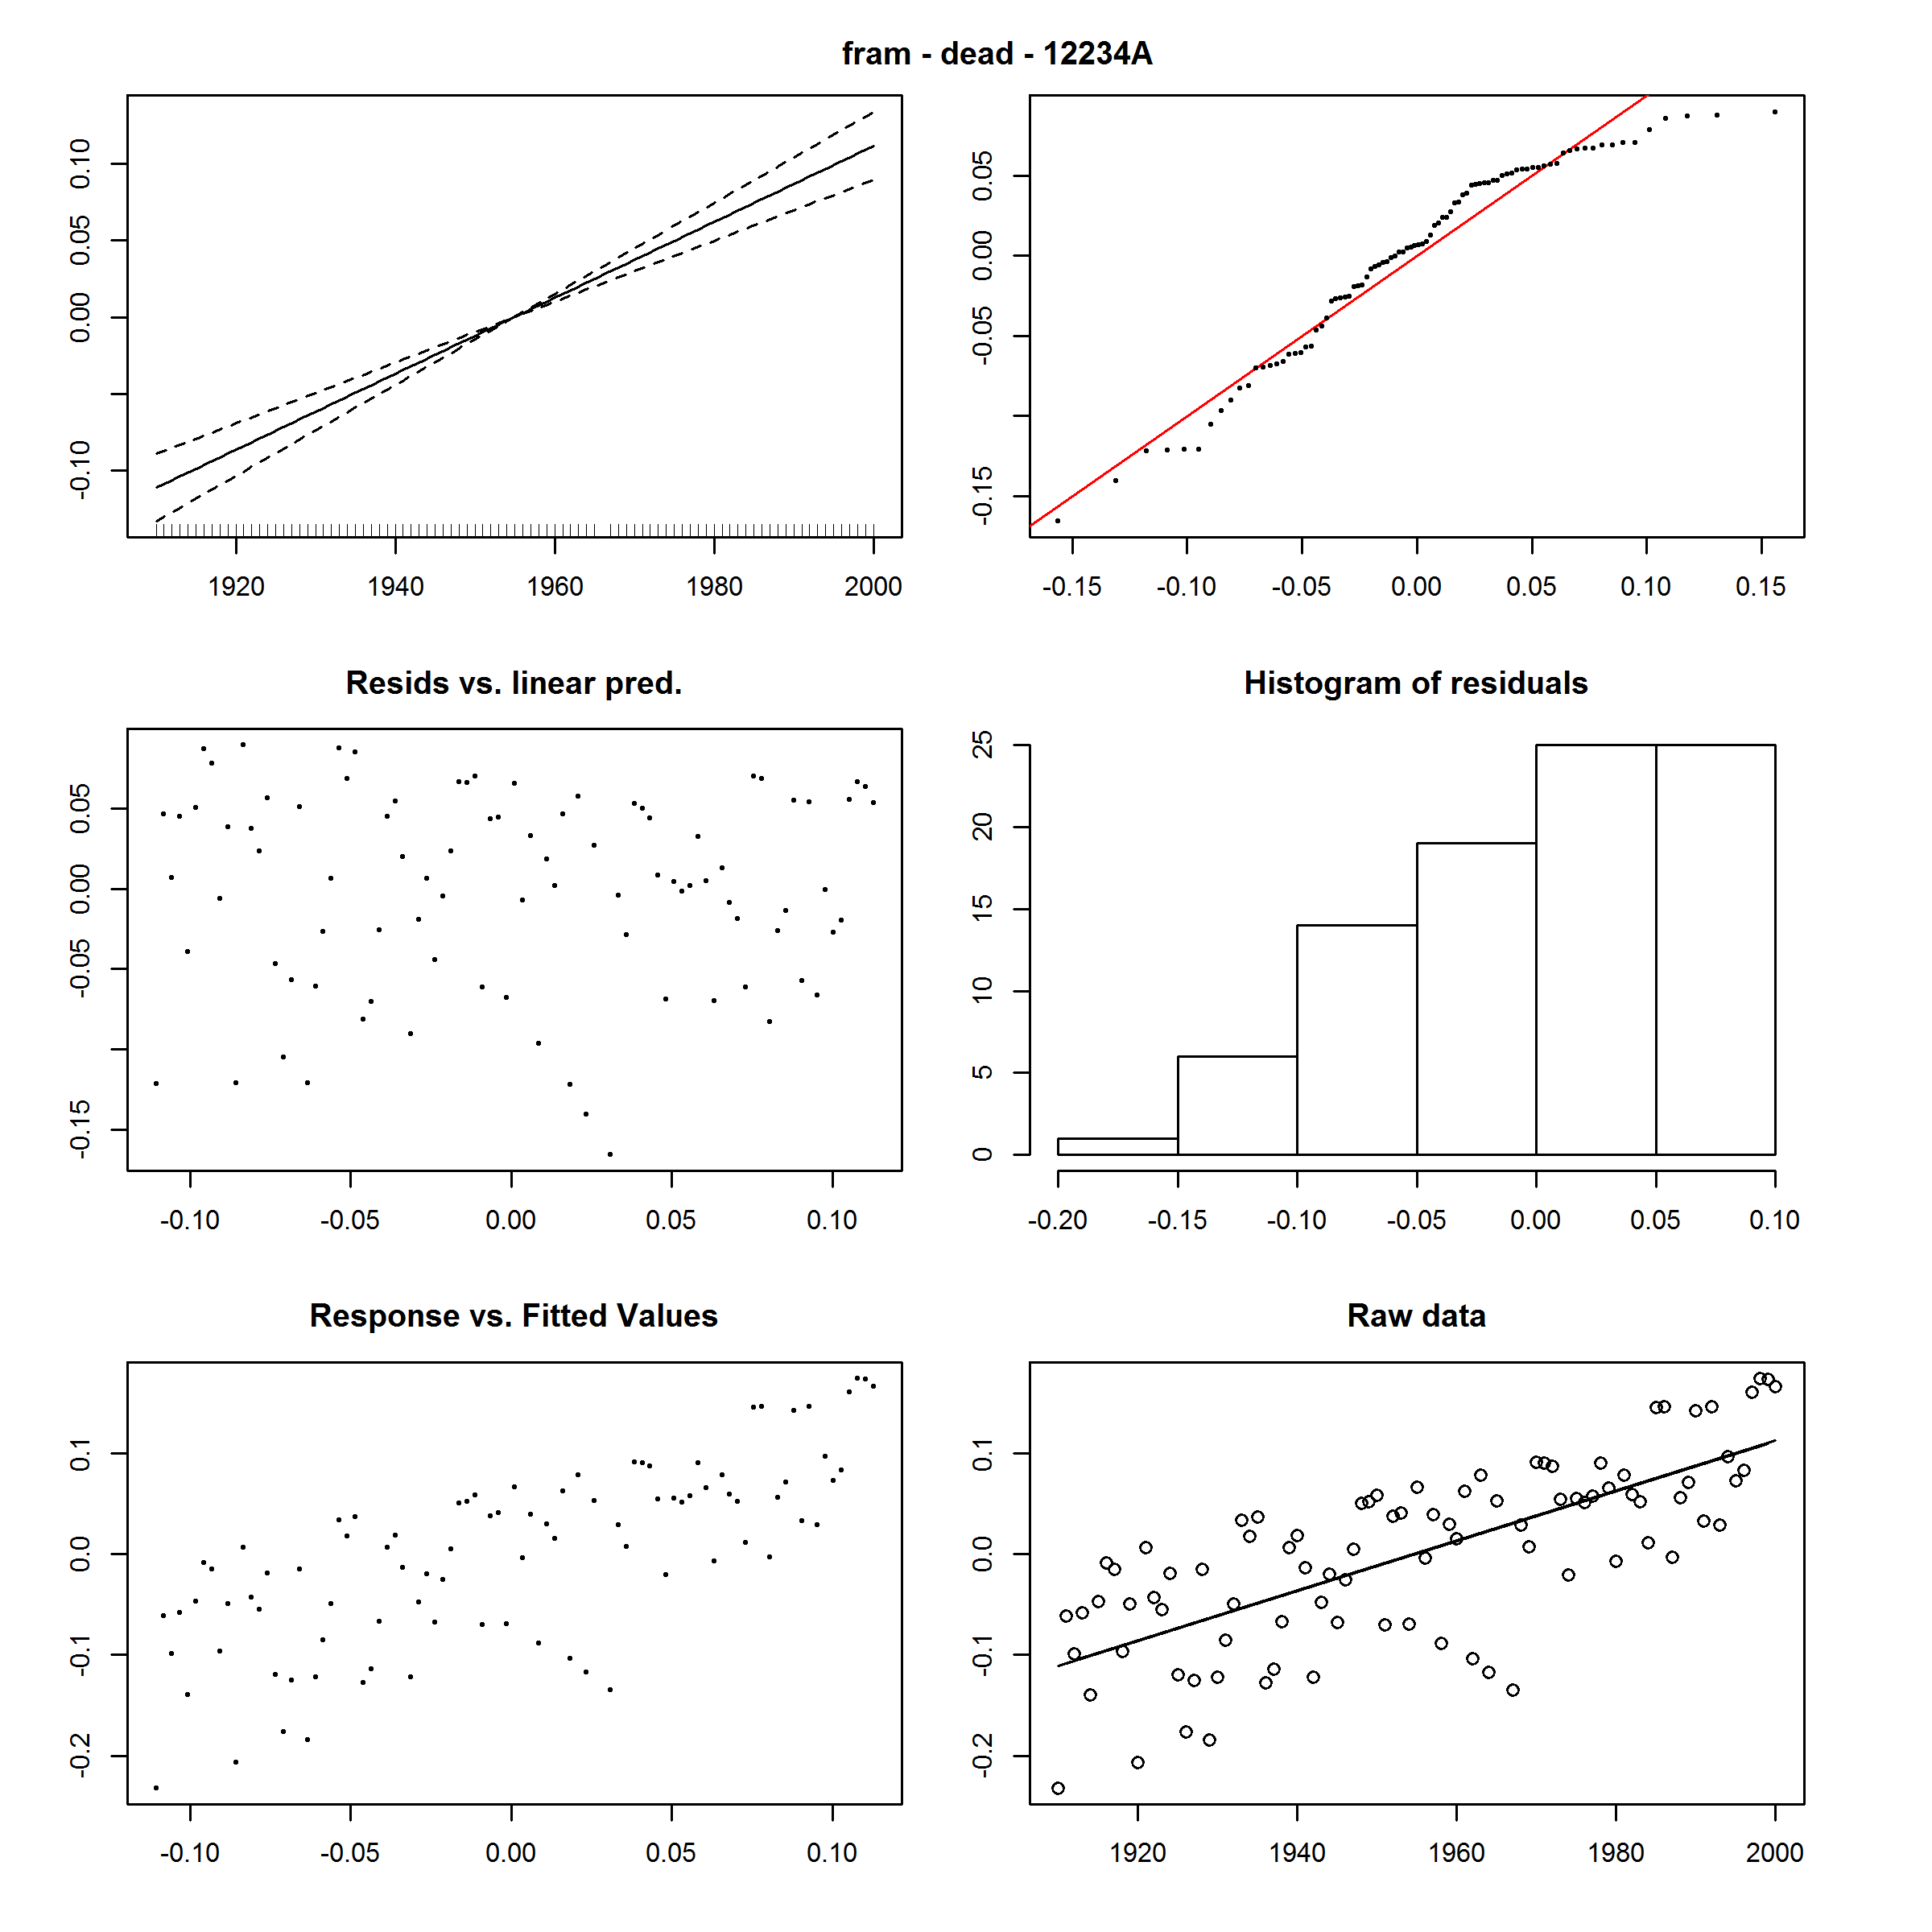 fram - dead - 12234A
0.10
0.05
0.00
-0.10
1920 1940 1960 1980 2000
0.05
0.00
-0.05
-0.15
-0.15 -0.10 -0.05 0.00 0.05 0.10 0.15
Resids vs. linear pred.
0.05
0.00
-0.05
-0.15
-0.10 -0.05 0.00 0.05 0.10
Histogram of residuals
25
20
15
10
5
0
-0.20 -0.15 -0.10 -0.05 0.00 0.05 0.10
Response vs. Fitted Values
0.1
0.0
-0.1
-0.2
-0.10 -0.05 0.00 0.05 0.10
Raw data
0.1
0.0
-0.1
-0.2
1920 1940 1960 1980 2000